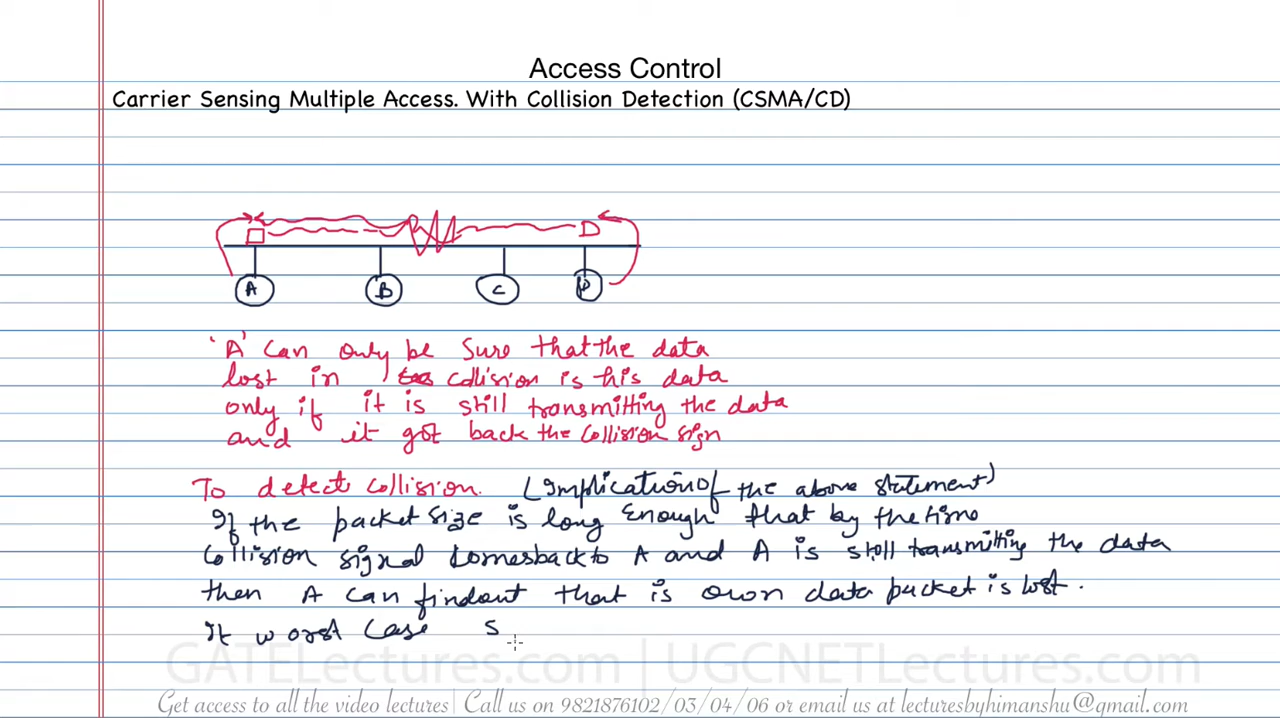 Access Control
Carrier Sensing Multiple Access. With Collision Detection (CSMA/CD)
D
A B C D
'A' can only be sure that the data
lost in collision is his data
only if it is still transmitting the data
and it got back the collision sign
To detect collision. (Implication of the above statement)
If the packet size is long enough that by the time
Collision signal comes back to A and A is still transmitting the data
then A can findout that is own data packet is lost.
It worst case S
GATELectures.com | UGCNETLectures.com
Get access to all the video lectures | Call us on 9821876102/03/04/06 or email us at lecturesbyhimanshu@gmail.com